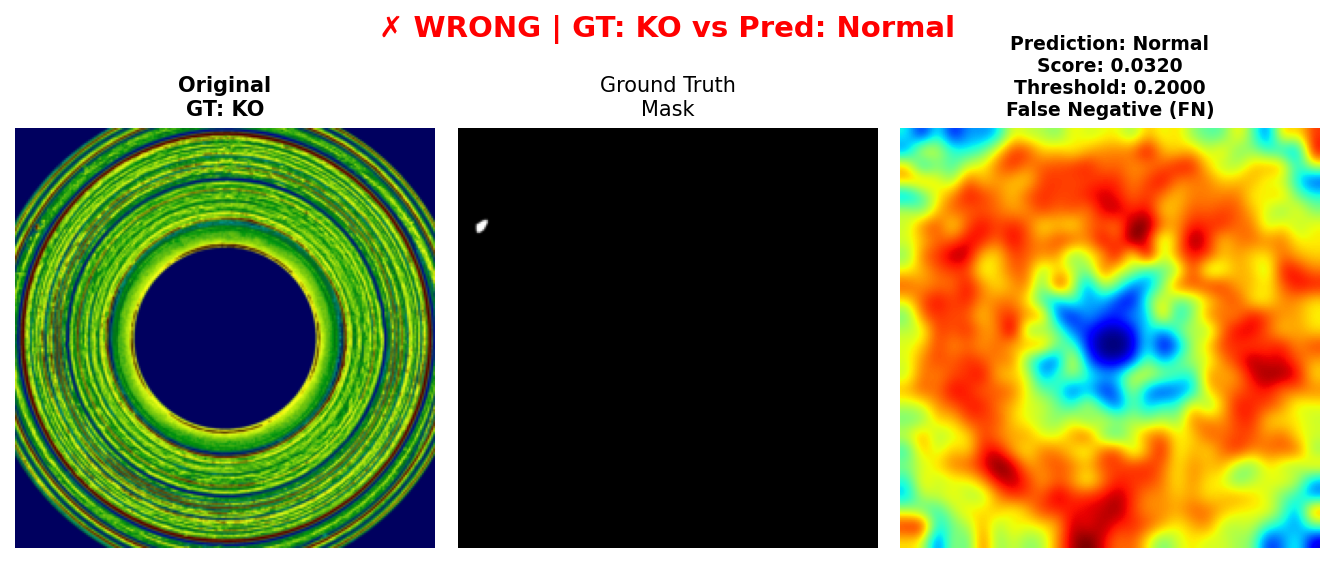 ✗ WRONG | GT: KO vs Pred: Normal
Original
GT: KO
Ground Truth
Mask
Prediction: Normal
Score: 0.0320
Threshold: 0.2000
False Negative (FN)